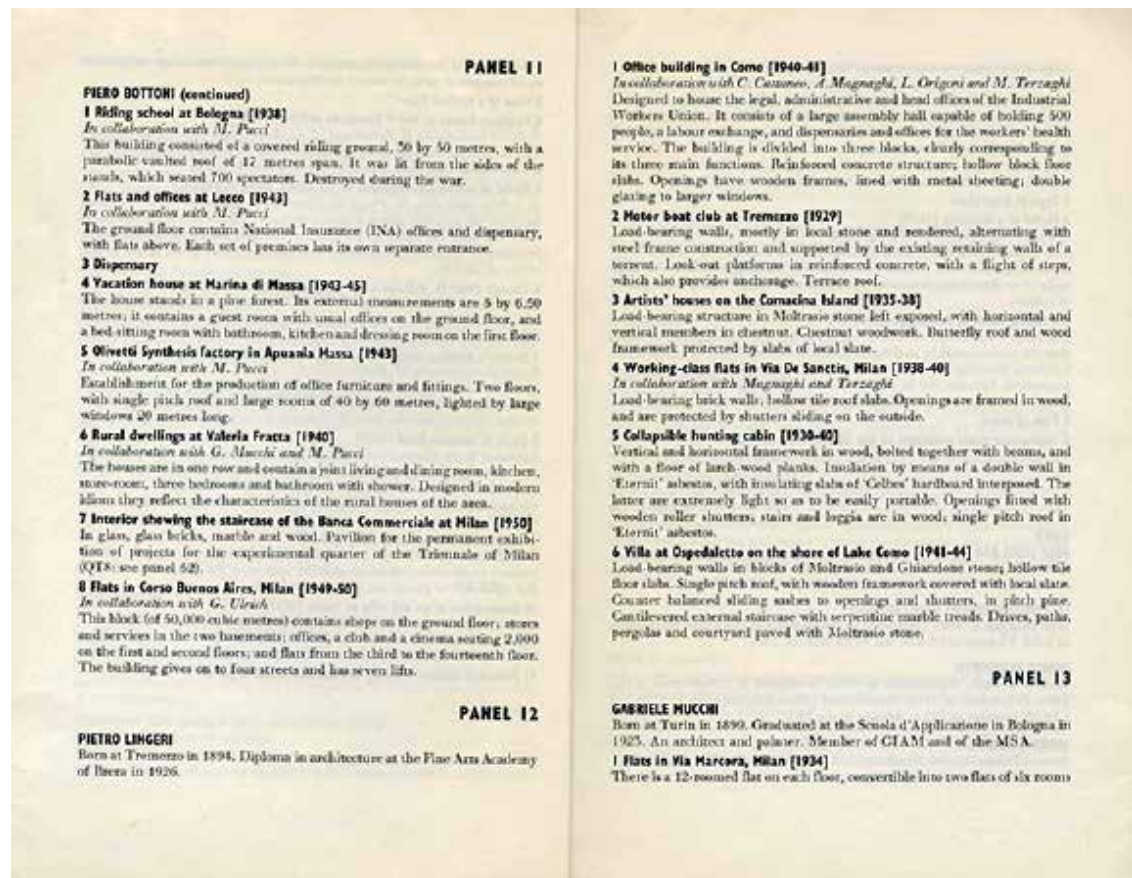 PANEL 11
PIERO BOTTONI (continued)
1 Riding school at Bologna [1938]
In collaboration with M. Pucci
This building consisted of a covered riding ground, 30 by 50 metres, with a
parabolic vaulted roof of 17 metres span. It was lit from the sides of the
stands, which seated 700 spectators. Destroyed during the war.
2 Flats and offices at Lecco [1943]
In collaboration with M. Pucci
The ground floor contains National Insurance (INA) offices and dispensary,
with flats above. Each set of premises has its own separate entrance.
3 Dispensary
4 Vacation house at Marina di Massa [1943-45]
The house stands in a pine forest. Its external measurements are 5 by 6.50
metres; it contains a guest room with usual offices on the ground floor, and
a bed-sitting room with bathroom, kitchen and dressing room on the first floor.
5 Olivetti Synthesis factory in Apuania Massa [1943]
In collaboration with M. Pucci
Establishment for the production of office furniture and fittings. Two floors,
with single pitch roof and large rooms of 40 by 60 metres, lighted by large
windows 20 metres long.
6 Rural dwellings at Valeria Fratta [1940]
In collaboration with G. Mucchi and M. Pucci
The houses are in one row and contain a joint living and dining room, kitchen,
store-room, three bedrooms and bathroom with shower. Designed in modern
idiom they reflect the characteristics of the rural houses of the area.
7 Interior showing the staircase of the Banca Commerciale at Milan [1950]
In glass, glass bricks, marble and wood. Pavilion for the permanent exhibi-
tion of projects for the experimental quarter of the Triennale of Milan
(QT8: see panel 52).
8 Flats in Corso Buenos Aires, Milan [1949-50]
In collaboration with G. Ulrich
This block (of 50,000 cubic metres) contains shops on the ground floor; stores
and services in the two basements; offices, a club and a cinema seating 2,000
on the first and second floors; and flats from the third to the fourteenth floor.
The building gives on to four streets and has seven lifts.
PANEL 12
PIETRO LINGERI
Born at Tremezzo in 1894. Diploma in architecture at the Fine Arts Academy
of Brera in 1926.
1 Office building in Como [1940-41]
In collaboration with C. Cattaneo, A. Magnaghi, L. Origoni and M. Terzaghi
Designed to house the legal, administrative and head offices of the Industrial
Workers Union. It consists of a large assembly hall capable of holding 500
people, a labour exchange, and dispensaries and offices for the workers' health
service. The building is divided into three blocks, clearly corresponding to
its three main functions. Reinforced concrete structure; hollow block floor
slabs. Openings have wooden frames, lined with metal sheeting; double
glazing to larger windows.
2 Motor boat club at Tremezzo [1929]
Load-bearing walls, mostly in local stone and rendered, alternating with
steel frame construction and supported by the existing retaining walls of a
torrent. Look-out platforms in reinforced concrete, with a flight of steps,
which also provides anchorage. Terrace roof.
3 Artists' houses on the Comacina Island [1935-38]
Load-bearing structure in Moltrasio stone left exposed, with horizontal and
vertical members in chestnut. Chestnut woodwork. Butterfly roof and wood
framework protected by slabs of local slate.
4 Working-class flats in Via De Sanctis, Milan [1938-40]
In collaboration with Magnaghi and Terzaghi
Load-bearing brick walls; hollow tile roof slabs. Openings are framed in wood,
and are protected by shutters sliding on the outside.
5 Collapsible hunting cabin [1930-40]
Vertical and horizontal framework in wood, bolted together with beams, and
with a floor of larch-wood planks. Insulation by means of a double wall in
'Eternit' asbestos, with insulating slabs of 'Celbes' hardboard interposed. The
latter are extremely light so as to be easily portable. Openings fitted with
wooden roller shutters, stairs and loggia are in wood; single pitch roof in
'Eternit' asbestos.
6 Villa at Ospedaletto on the shore of Lake Como [1941-44]
Load-bearing walls in blocks of Moltrasio and Ghiandone stone; hollow tile
floor slabs. Single pitch roof, with wooden framework covered with local slate.
Counter balanced sliding sashes to openings and shutters, in pitch pine.
Cantilevered external staircase with serpentine marble treads. Drives, paths,
pergolas and courtyard paved with Moltrasio stone.
PANEL 13
GABRIELE MUCCHI
Born at Turin in 1899. Graduated at the Scuola d'Applicazione in Bologna in
1923. An architect and painter. Member of CIAM and of the MSA.
1 Flats in Via Marcora, Milan [1934]
There is a 12-roomed flat on each floor, convertible into two flats of six rooms